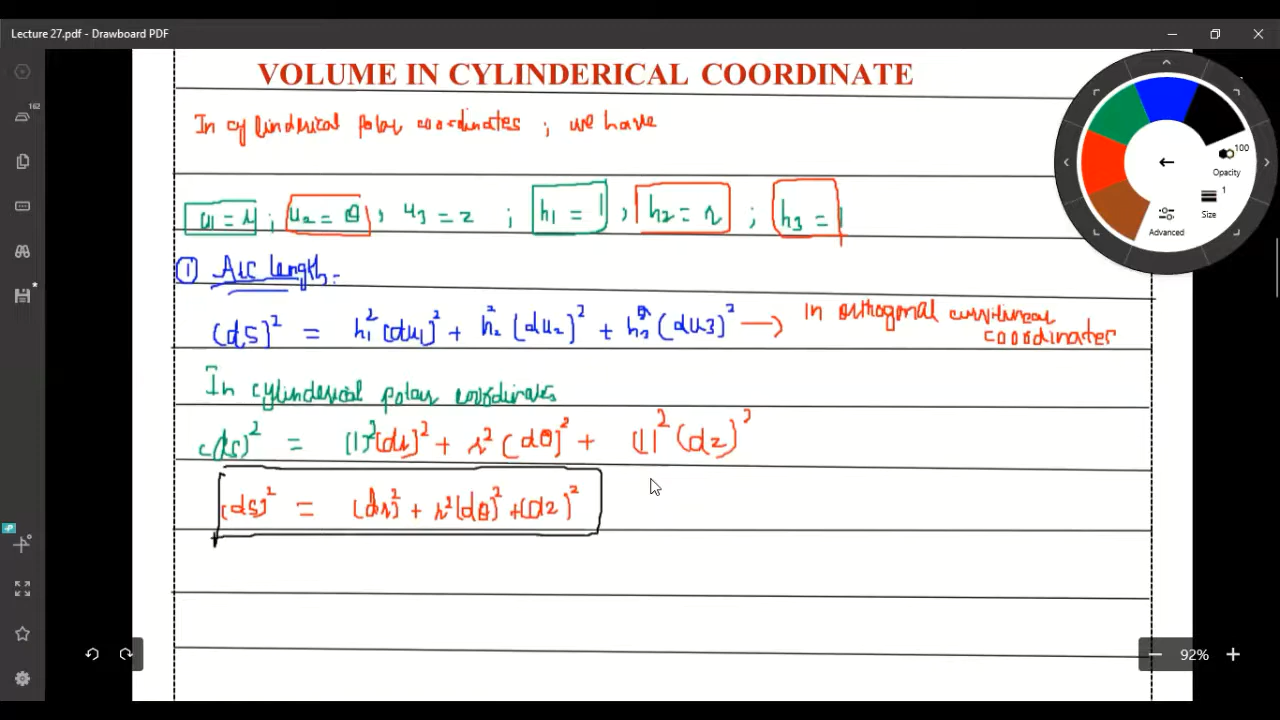 Lecture 27.pdf - Drawboard PDF
VOLUME IN CYLINDERICAL COORDINATE
In cylinderical polar coordinates ; we have
u1 = r ; u2 = θ , u3 = z ; h1 = 1 , h2 = r ; h3 = 1
① Arc length:-
(ds)² = h1² (du1)² + h2² (du2)² + h3² (du3)² → In orthogonal curvilinear coordinates
In cylinderical polar coordinates
(ds)² = (1)² (dr)² + r² (dθ)² + (1)² (dz)²
(ds)² = (dr)² + r² (dθ)² + (dz)²
162
100
Opacity
1
Size
Advanced
92%